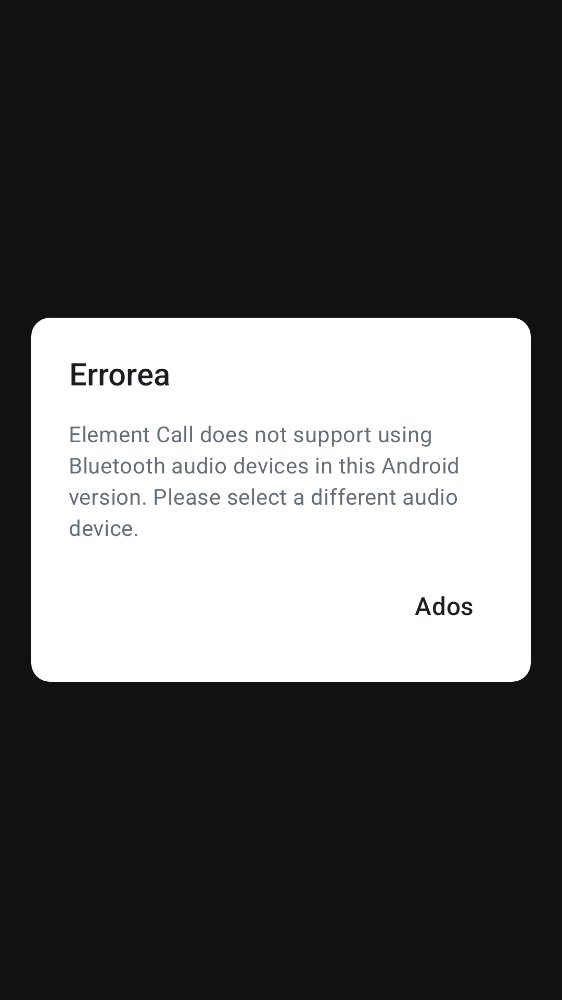 Errorea
Element Call does not support using
Bluetooth audio devices in this Android
version. Please select a different audio
device.
Ados